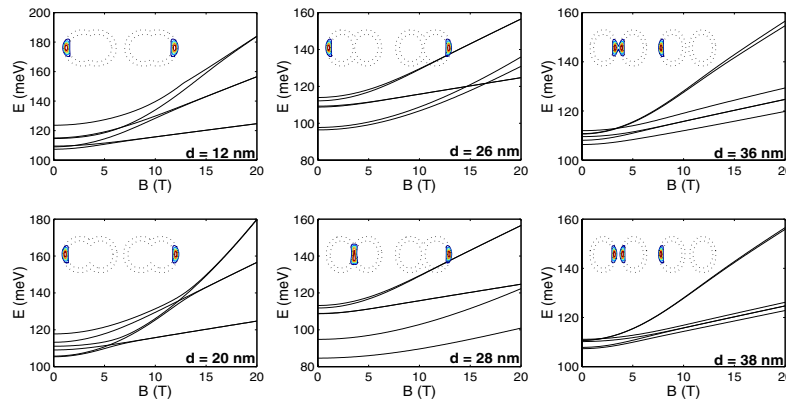 200
180
160
140
120
100
E (meV)
0 5 10 15 20
B (T)
d = 12 nm
160
140
120
100
80
E (meV)
0 5 10 15 20
B (T)
d = 26 nm
160
140
120
100
E (meV)
0 5 10 15 20
B (T)
d = 36 nm
180
160
140
120
100
E (meV)
0 5 10 15 20
B (T)
d = 20 nm
160
140
120
100
80
E (meV)
0 5 10 15 20
B (T)
d = 28 nm
160
140
120
100
E (meV)
0 5 10 15 20
B (T)
d = 38 nm